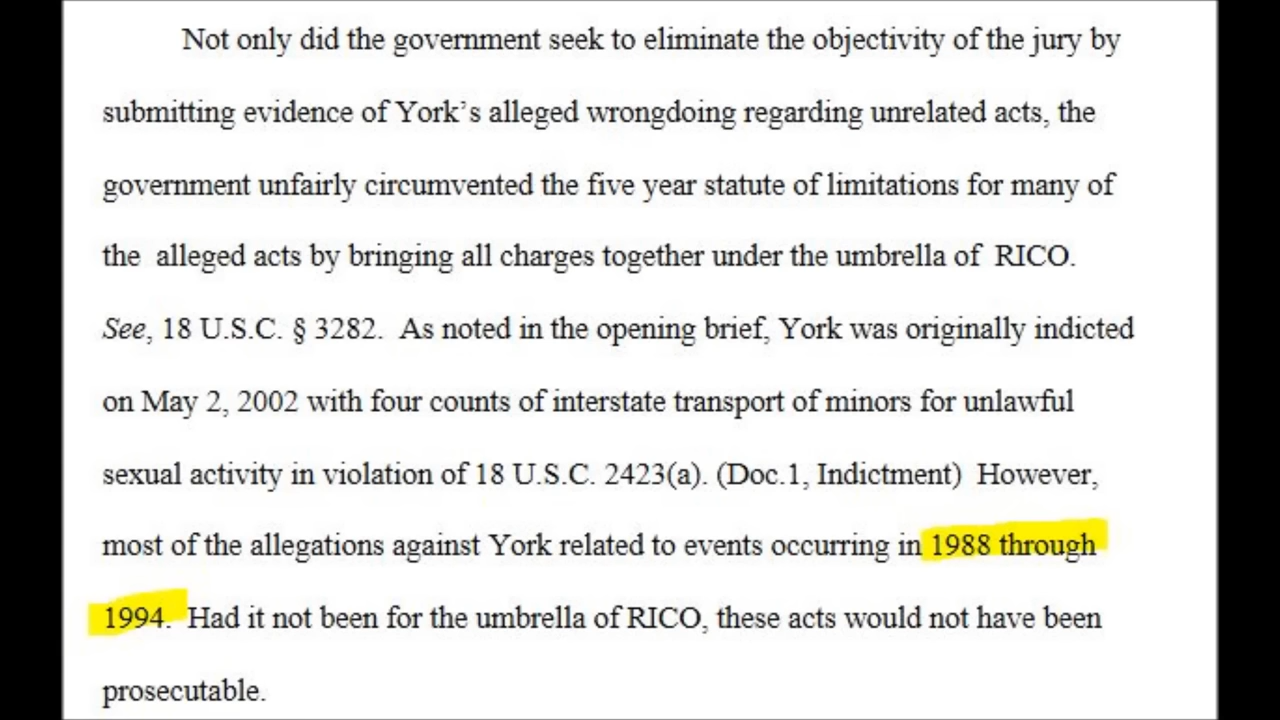 Not only did the government seek to eliminate the objectivity of the jury by
submitting evidence of York’s alleged wrongdoing regarding unrelated acts, the
government unfairly circumvented the five year statute of limitations for many of
the alleged acts by bringing all charges together under the umbrella of RICO.
See, 18 U.S.C. § 3282. As noted in the opening brief, York was originally indicted
on May 2, 2002 with four counts of interstate transport of minors for unlawful
sexual activity in violation of 18 U.S.C. 2423(a). (Doc.1, Indictment) However,
most of the allegations against York related to events occurring in 1988 through
1994. Had it not been for the umbrella of RICO, these acts would not have been
prosecutable.